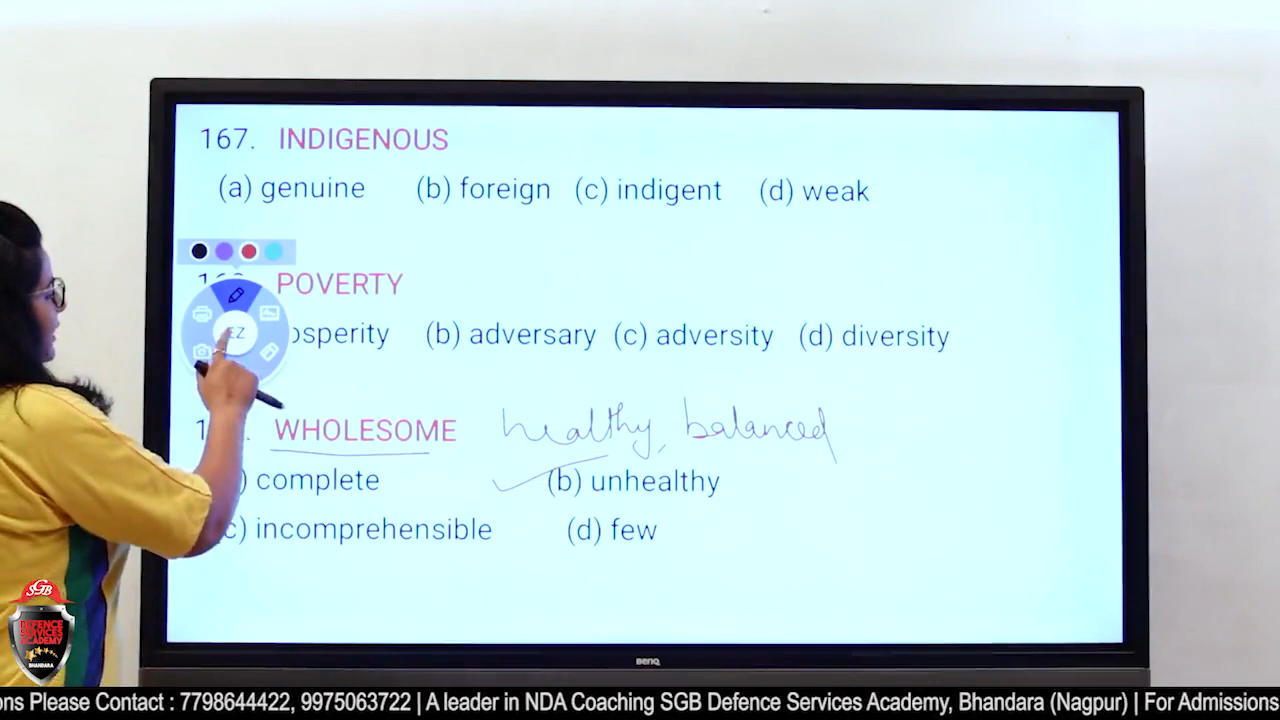 167. INDIGENOUS
(a) genuine (b) foreign (c) indigent (d) weak
POVERTY
osperity (b) adversary (c) adversity (d) diversity
WHOLESOME healthy, balanced
) complete (b) unhealthy
c) incomprehensible (d) few
EZ
BenQ
SGB
DEFENCE
SERVICES
ACADEMY
BHANDARA
ons Please Contact : 7798644422, 9975063722 | A leader in NDA Coaching SGB Defence Services Academy, Bhandara (Nagpur) | For Admissions